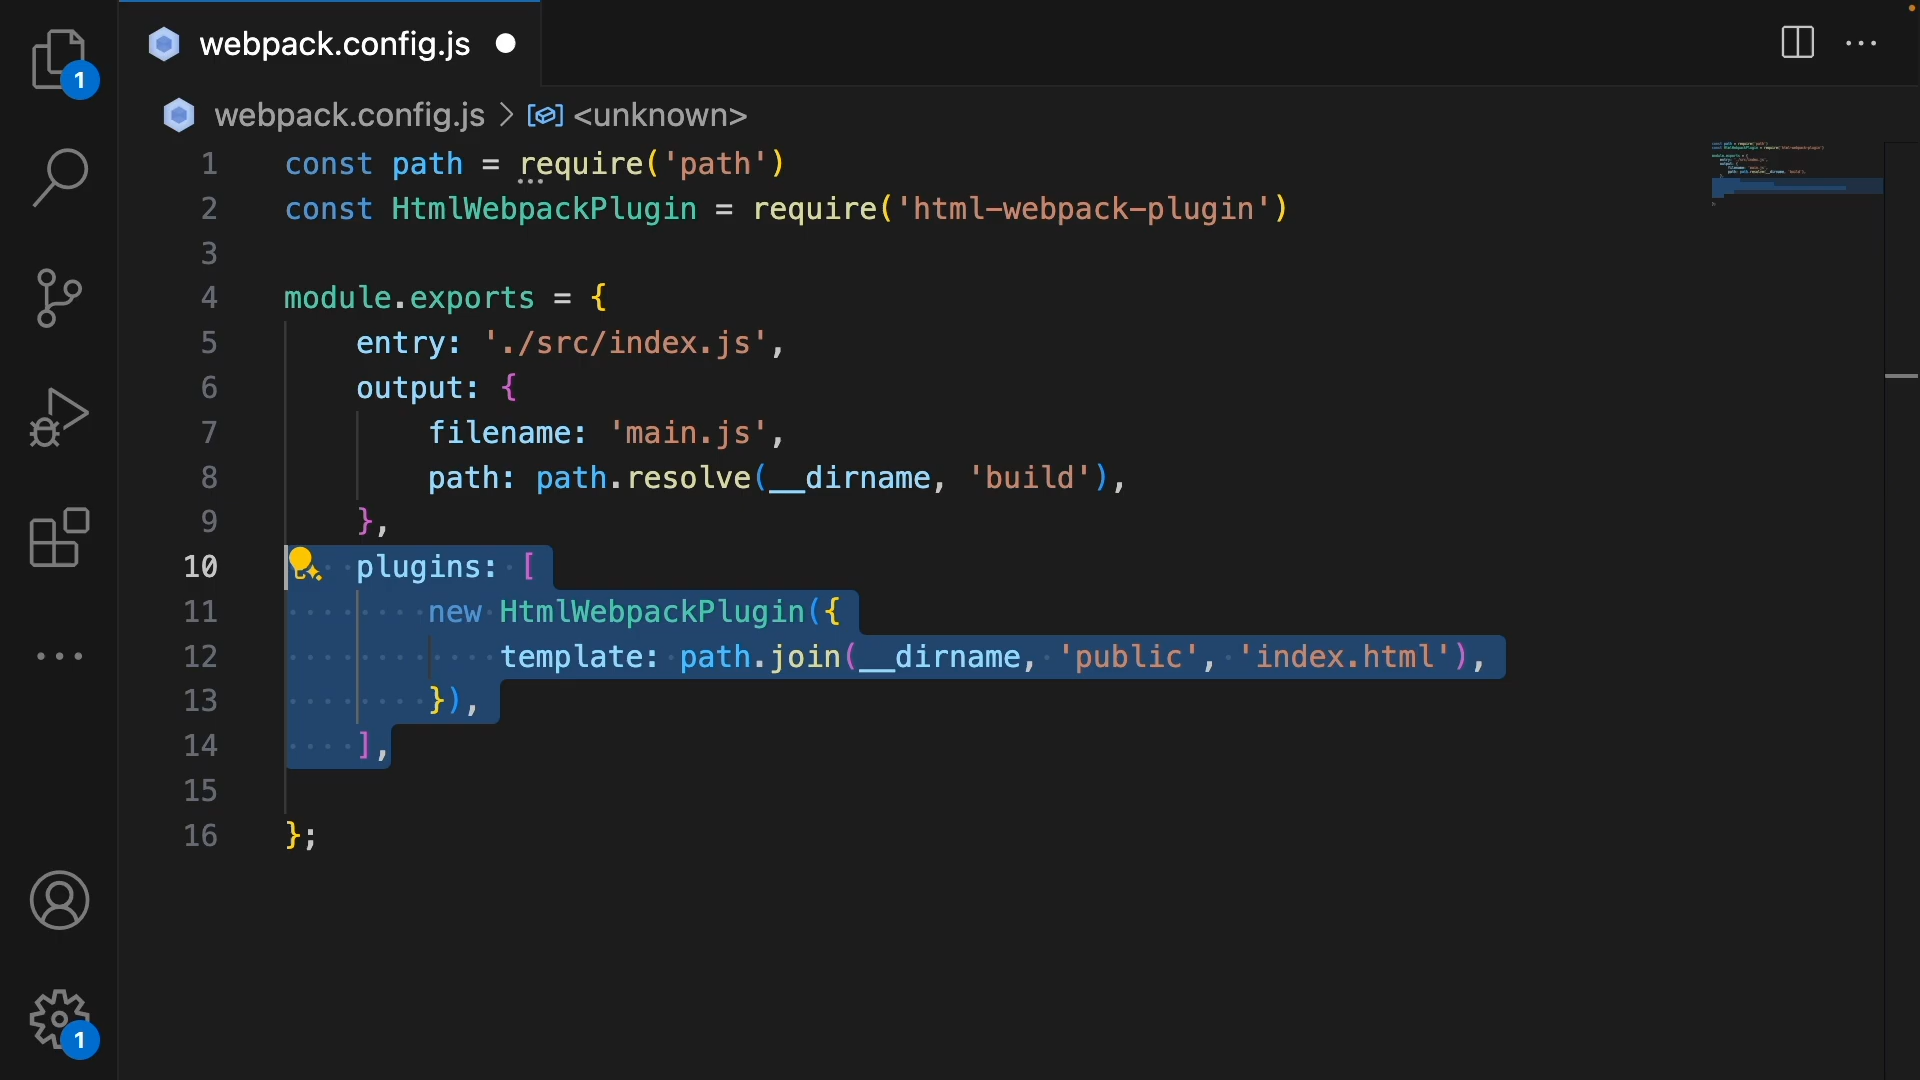 webpack.config.js
webpack.config.js > <unknown>
1 const path = require('path')
2 const HtmlWebpackPlugin = require('html-webpack-plugin')
3
4 module.exports = {
5     entry: './src/index.js',
6     output: {
7         filename: 'main.js',
8         path: path.resolve(__dirname, 'build'),
9     },
10     plugins: [
11         new HtmlWebpackPlugin({
12             template: path.join(__dirname, 'public', 'index.html'),
13         }),
14     ],
15
16 };
1
1